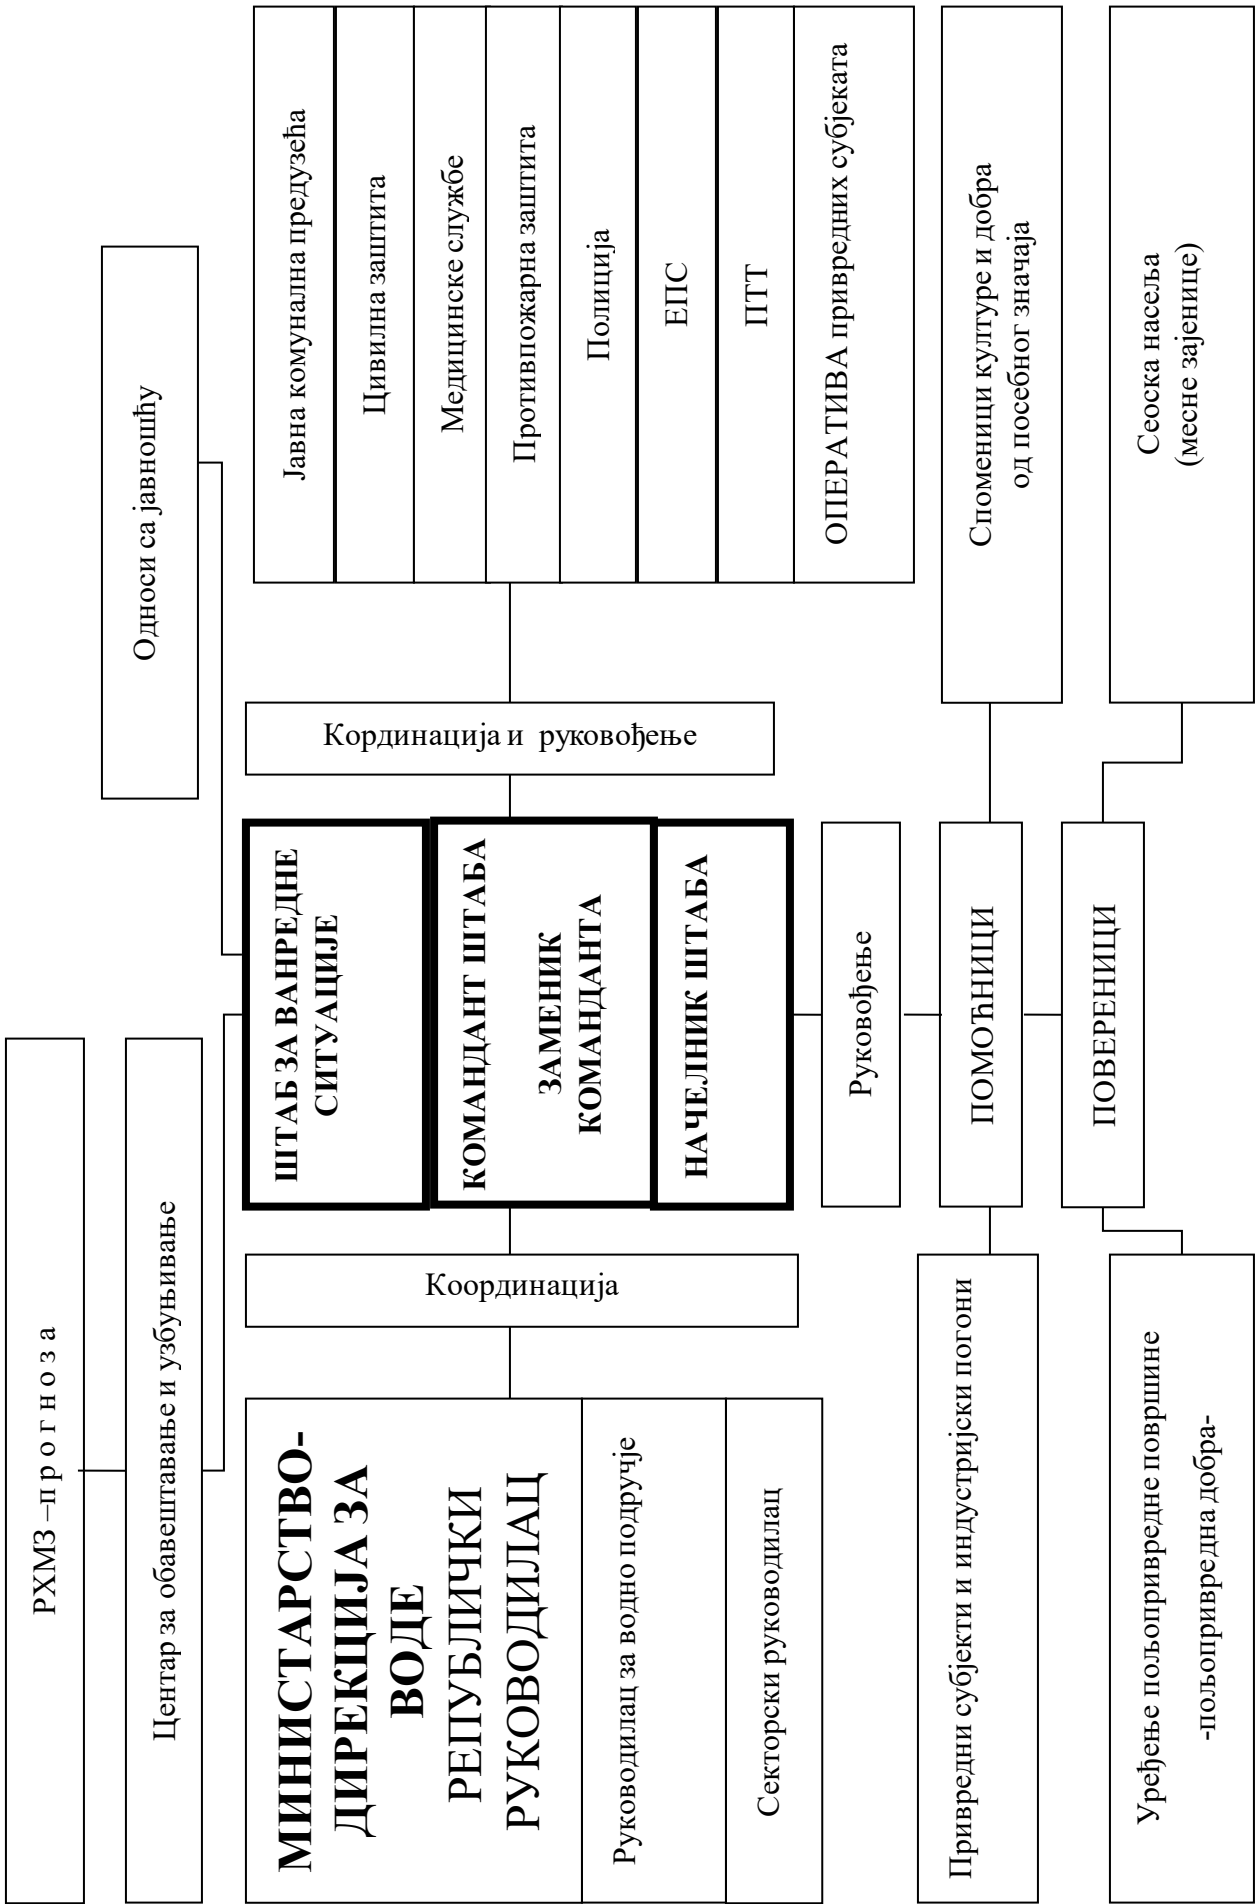 РХМЗ –п р о г н о з а
Центар за обавештавање и узбуњивање
Односи са јавношћу
МИНИСТАРСТВО-
ДИРЕКЦИЈА ЗА
ВОДЕ
РЕПУБЛИЧКИ
РУКОВОДИЛАЦ
Руководилац за водно подручје
Секторски руководилац
Координација
ШТАБ ЗА ВАНРЕДНЕ
СИТУАЦИЈЕ
КОМАНДАНТ ШТАБА
ЗАМЕНИК
КОМАНДАНТА
НАЧЕЛНИК ШТАБА
Кординација и руковођење
Јавна комунална предузећа
Цивилна заштита
Медицинске службе
Противпожарна заштита
Полиција
ЕПС
ПТТ
ОПЕРАТИВА привредних субјеката
Руковођење
Привредни субјекти и индустријски погони
ПОМОЋНИЦИ
Споменици културе и добра
од посебног значаја
Уређење пољопривредне површине
-пољопривредна добра-
ПОВЕРЕНИЦИ
Сеоска насеља
(месне зајенице)